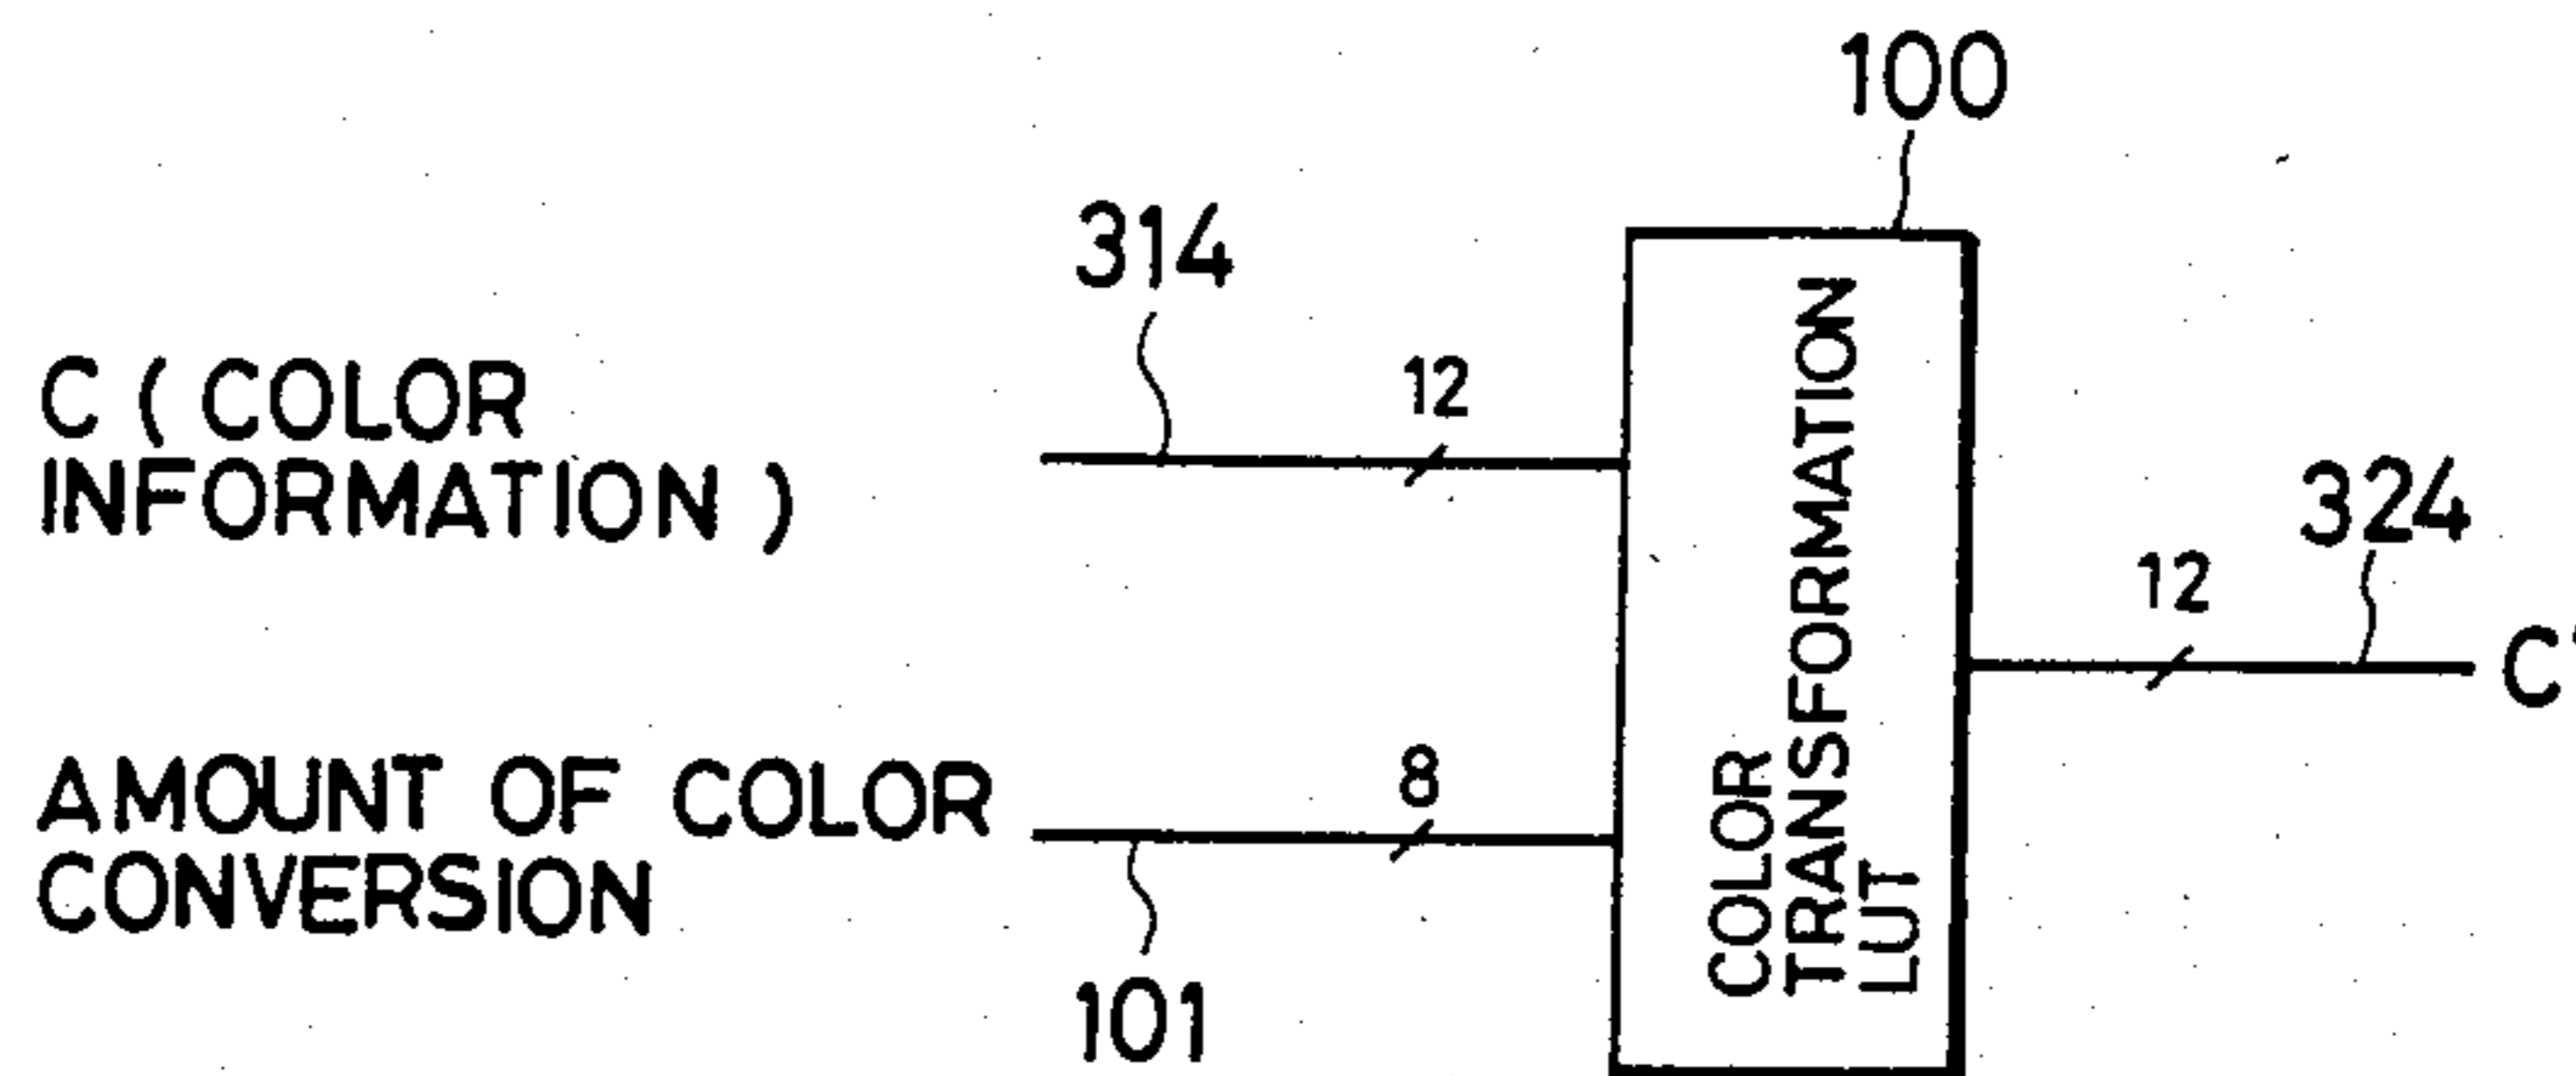 100
314
C ( COLOR
INFORMATION )
12
324
12
C'
AMOUNT OF COLOR
CONVERSION
8
101
COLOR
TRANSFORMATION
LUT